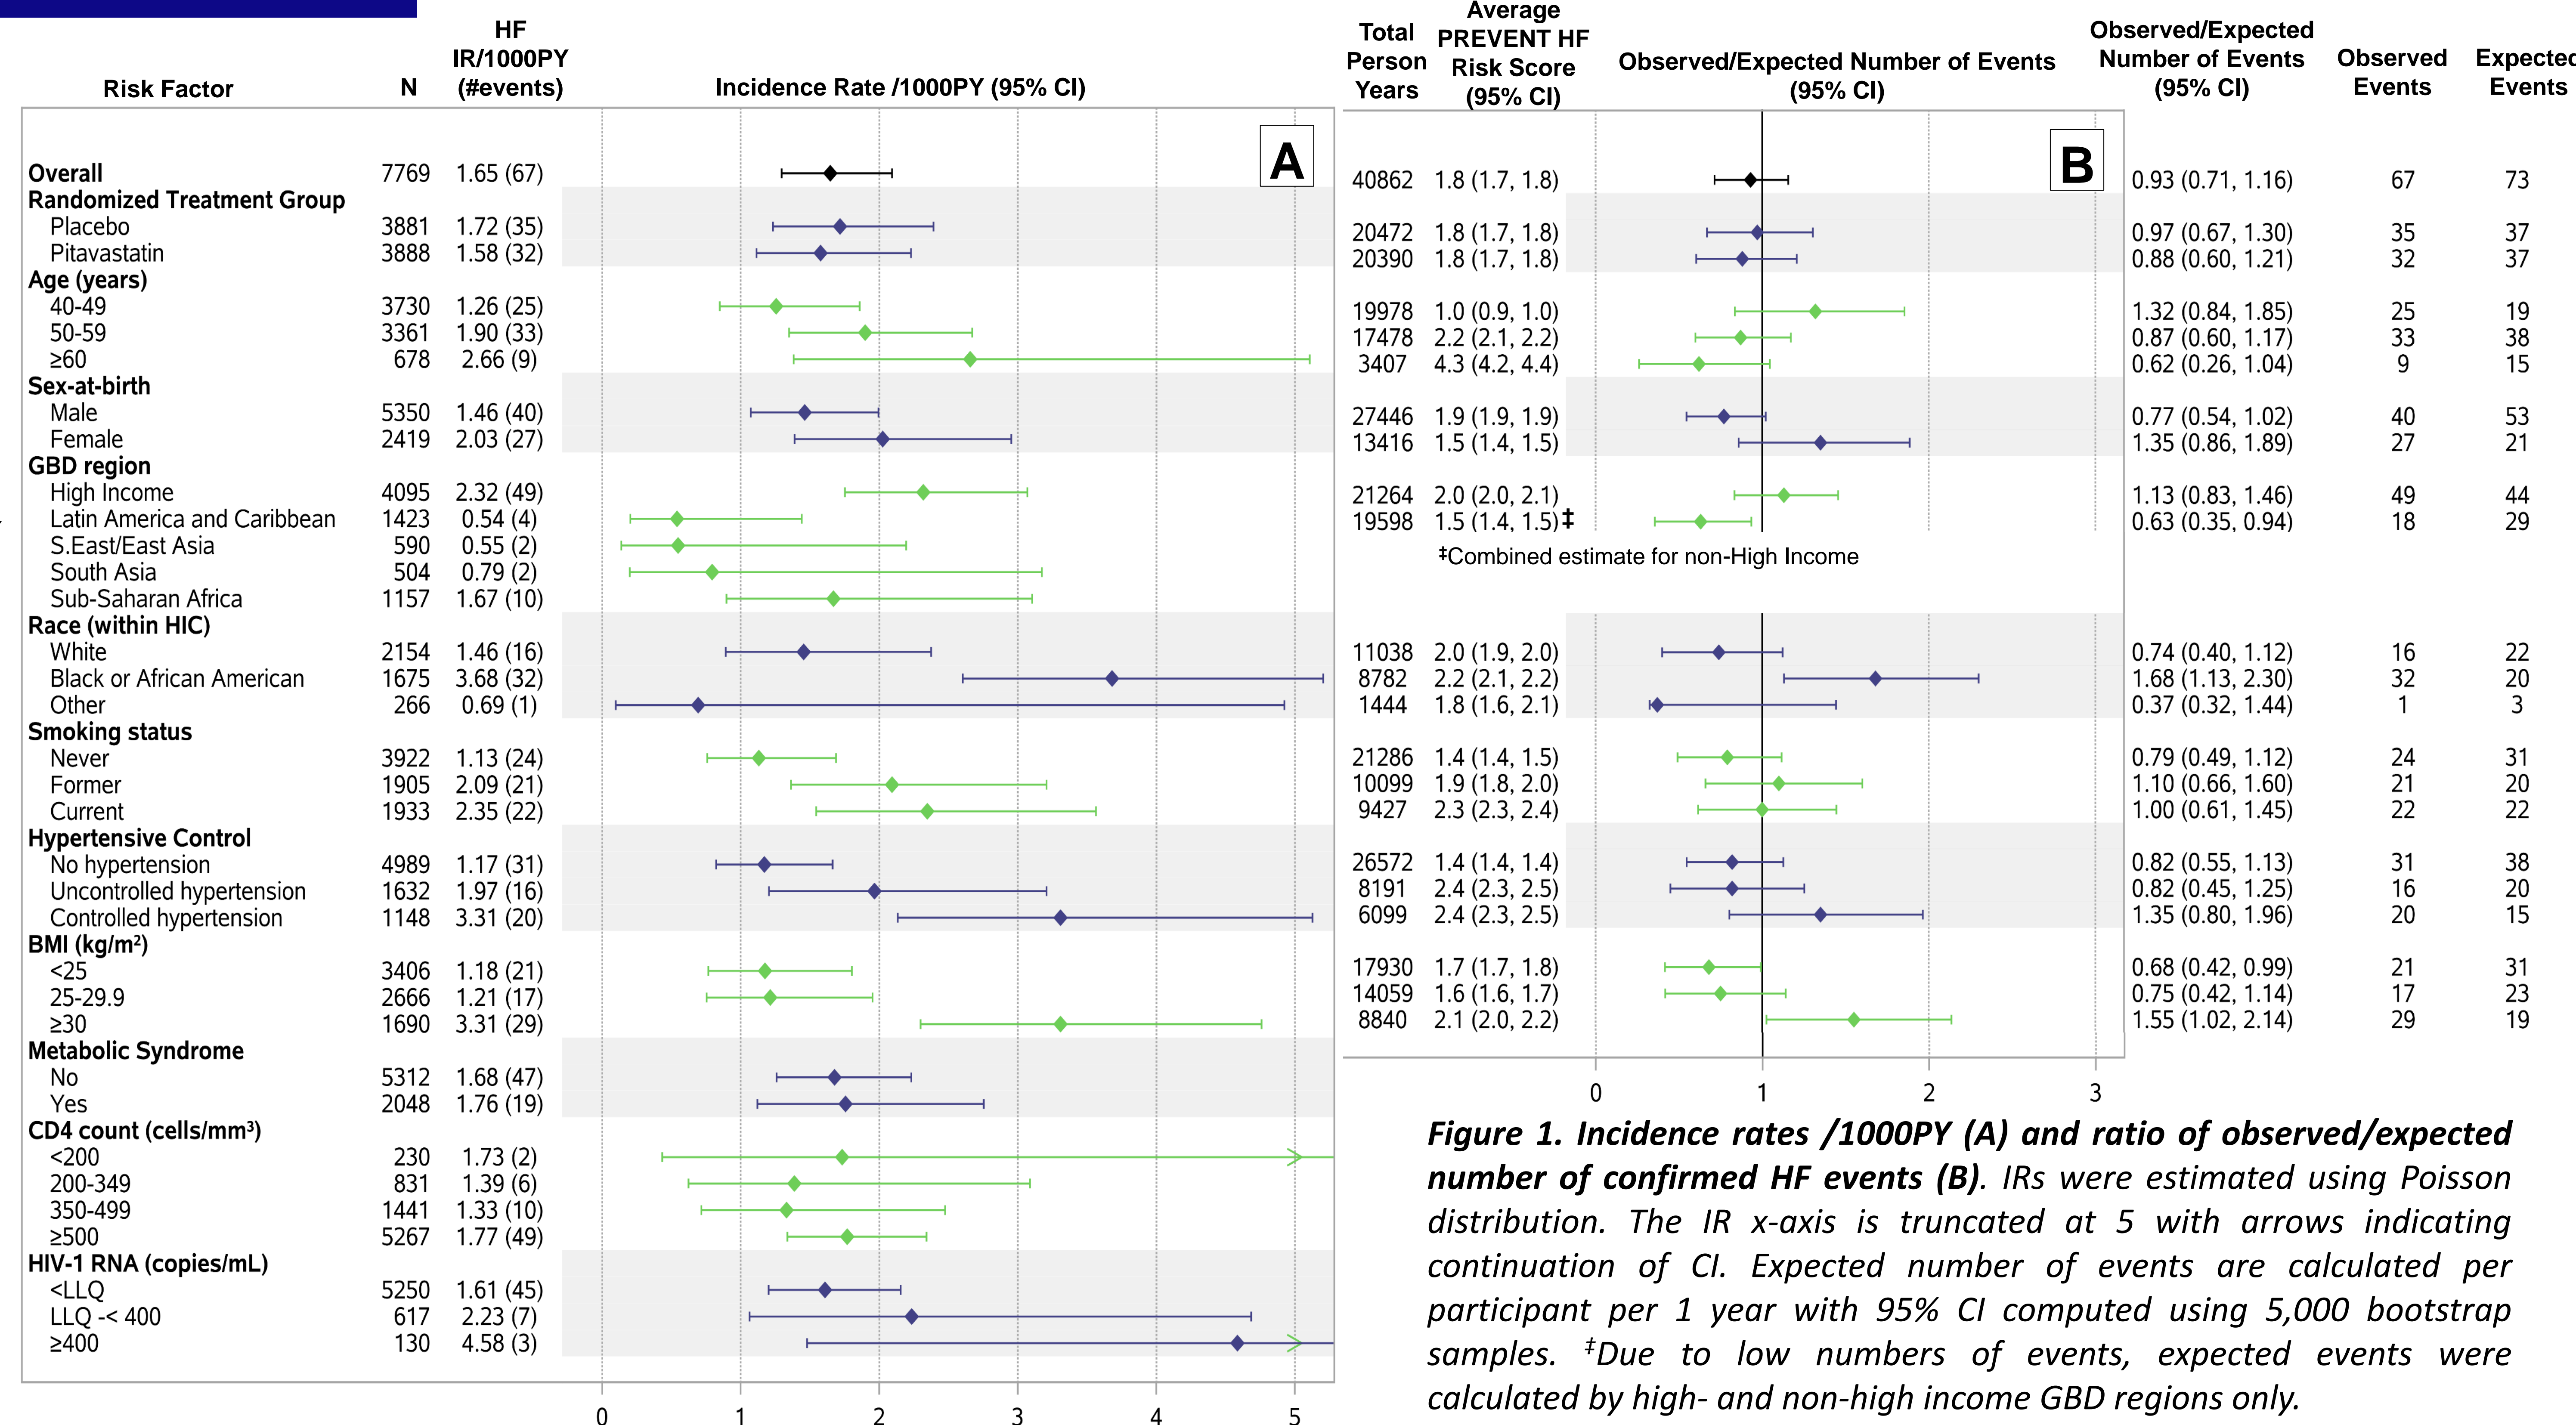 Risk Factor N HF IR/1000PY (#events) Incidence Rate /1000PY (95% CI)
A
Overall 7769 1.65 (67)
Randomized Treatment Group
Placebo 3881 1.72 (35)
Pitavastatin 3888 1.58 (32)
Age (years)
40-49 3730 1.26 (25)
50-59 3361 1.90 (33)
≥60 678 2.66 (9)
Sex-at-birth
Male 5350 1.46 (40)
Female 2419 2.03 (27)
GBD region
High Income 4095 2.32 (49)
Latin America and Caribbean 1423 0.54 (4)
S.East/East Asia 590 0.55 (2)
South Asia 504 0.79 (2)
Sub-Saharan Africa 1157 1.67 (10)
Race (within HIC)
White 2154 1.46 (16)
Black or African American 1675 3.68 (32)
Other 266 0.69 (1)
Smoking status
Never 3922 1.13 (24)
Former 1905 2.09 (21)
Current 1933 2.35 (22)
Hypertensive Control
No hypertension 4989 1.17 (31)
Uncontrolled hypertension 1632 1.97 (16)
Controlled hypertension 1148 3.31 (20)
BMI (kg/m²)
<25 3406 1.18 (21)
25-29.9 2666 1.21 (17)
≥30 1690 3.31 (29)
Metabolic Syndrome
No 5312 1.68 (47)
Yes 2048 1.76 (19)
CD4 count (cells/mm³)
<200 230 1.73 (2)
200-349 831 1.39 (6)
350-499 1441 1.33 (10)
≥500 5267 1.77 (49)
HIV-1 RNA (copies/mL)
<LLQ 5250 1.61 (45)
LLQ -< 400 617 2.23 (7)
≥400 130 4.58 (3)
0 1 2 3 4 5
Total Person Years Average PREVENT HF Risk Score (95% CI) Observed/Expected Number of Events (95% CI) Observed/Expected Number of Events (95% CI) Observed Events Expected Events
B
40862 1.8 (1.7, 1.8) 0.93 (0.71, 1.16) 67 73
20472 1.8 (1.7, 1.8) 0.97 (0.67, 1.30) 35 37
20390 1.8 (1.7, 1.8) 0.88 (0.60, 1.21) 32 37
19978 1.0 (0.9, 1.0) 1.32 (0.84, 1.85) 25 19
17478 2.2 (2.1, 2.2) 0.87 (0.60, 1.17) 33 38
3407 4.3 (4.2, 4.4) 0.62 (0.26, 1.04) 9 15
27446 1.9 (1.9, 1.9) 0.77 (0.54, 1.02) 40 53
13416 1.5 (1.4, 1.5) 1.35 (0.86, 1.89) 27 21
21264 2.0 (2.0, 2.1) 1.13 (0.83, 1.46) 49 44
19598 1.5 (1.4, 1.5)‡ 0.63 (0.35, 0.94) 18 29
‡Combined estimate for non-High Income
11038 2.0 (1.9, 2.0) 0.74 (0.40, 1.12) 16 22
8782 2.2 (2.1, 2.2) 1.68 (1.13, 2.30) 32 20
1444 1.8 (1.6, 2.1) 0.37 (0.32, 1.44) 1 3
21286 1.4 (1.4, 1.5) 0.79 (0.49, 1.12) 24 31
10099 1.9 (1.8, 2.0) 1.10 (0.66, 1.60) 21 20
9427 2.3 (2.3, 2.4) 1.00 (0.61, 1.45) 22 22
26572 1.4 (1.4, 1.4) 0.82 (0.55, 1.13) 31 38
8191 2.4 (2.3, 2.5) 0.82 (0.45, 1.25) 16 20
6099 2.4 (2.3, 2.5) 1.35 (0.80, 1.96) 20 15
17930 1.7 (1.7, 1.8) 0.68 (0.42, 0.99) 21 31
14059 1.6 (1.6, 1.7) 0.75 (0.42, 1.14) 17 23
8840 2.1 (2.0, 2.2) 1.55 (1.02, 2.14) 29 19
0 1 2 3
Figure 1. Incidence rates /1000PY (A) and ratio of observed/expected
number of confirmed HF events (B). IRs were estimated using Poisson
distribution. The IR x-axis is truncated at 5 with arrows indicating
continuation of CI. Expected number of events are calculated per
participant per 1 year with 95% CI computed using 5,000 bootstrap
samples. ‡Due to low numbers of events, expected events were
calculated by high- and non-high income GBD regions only.